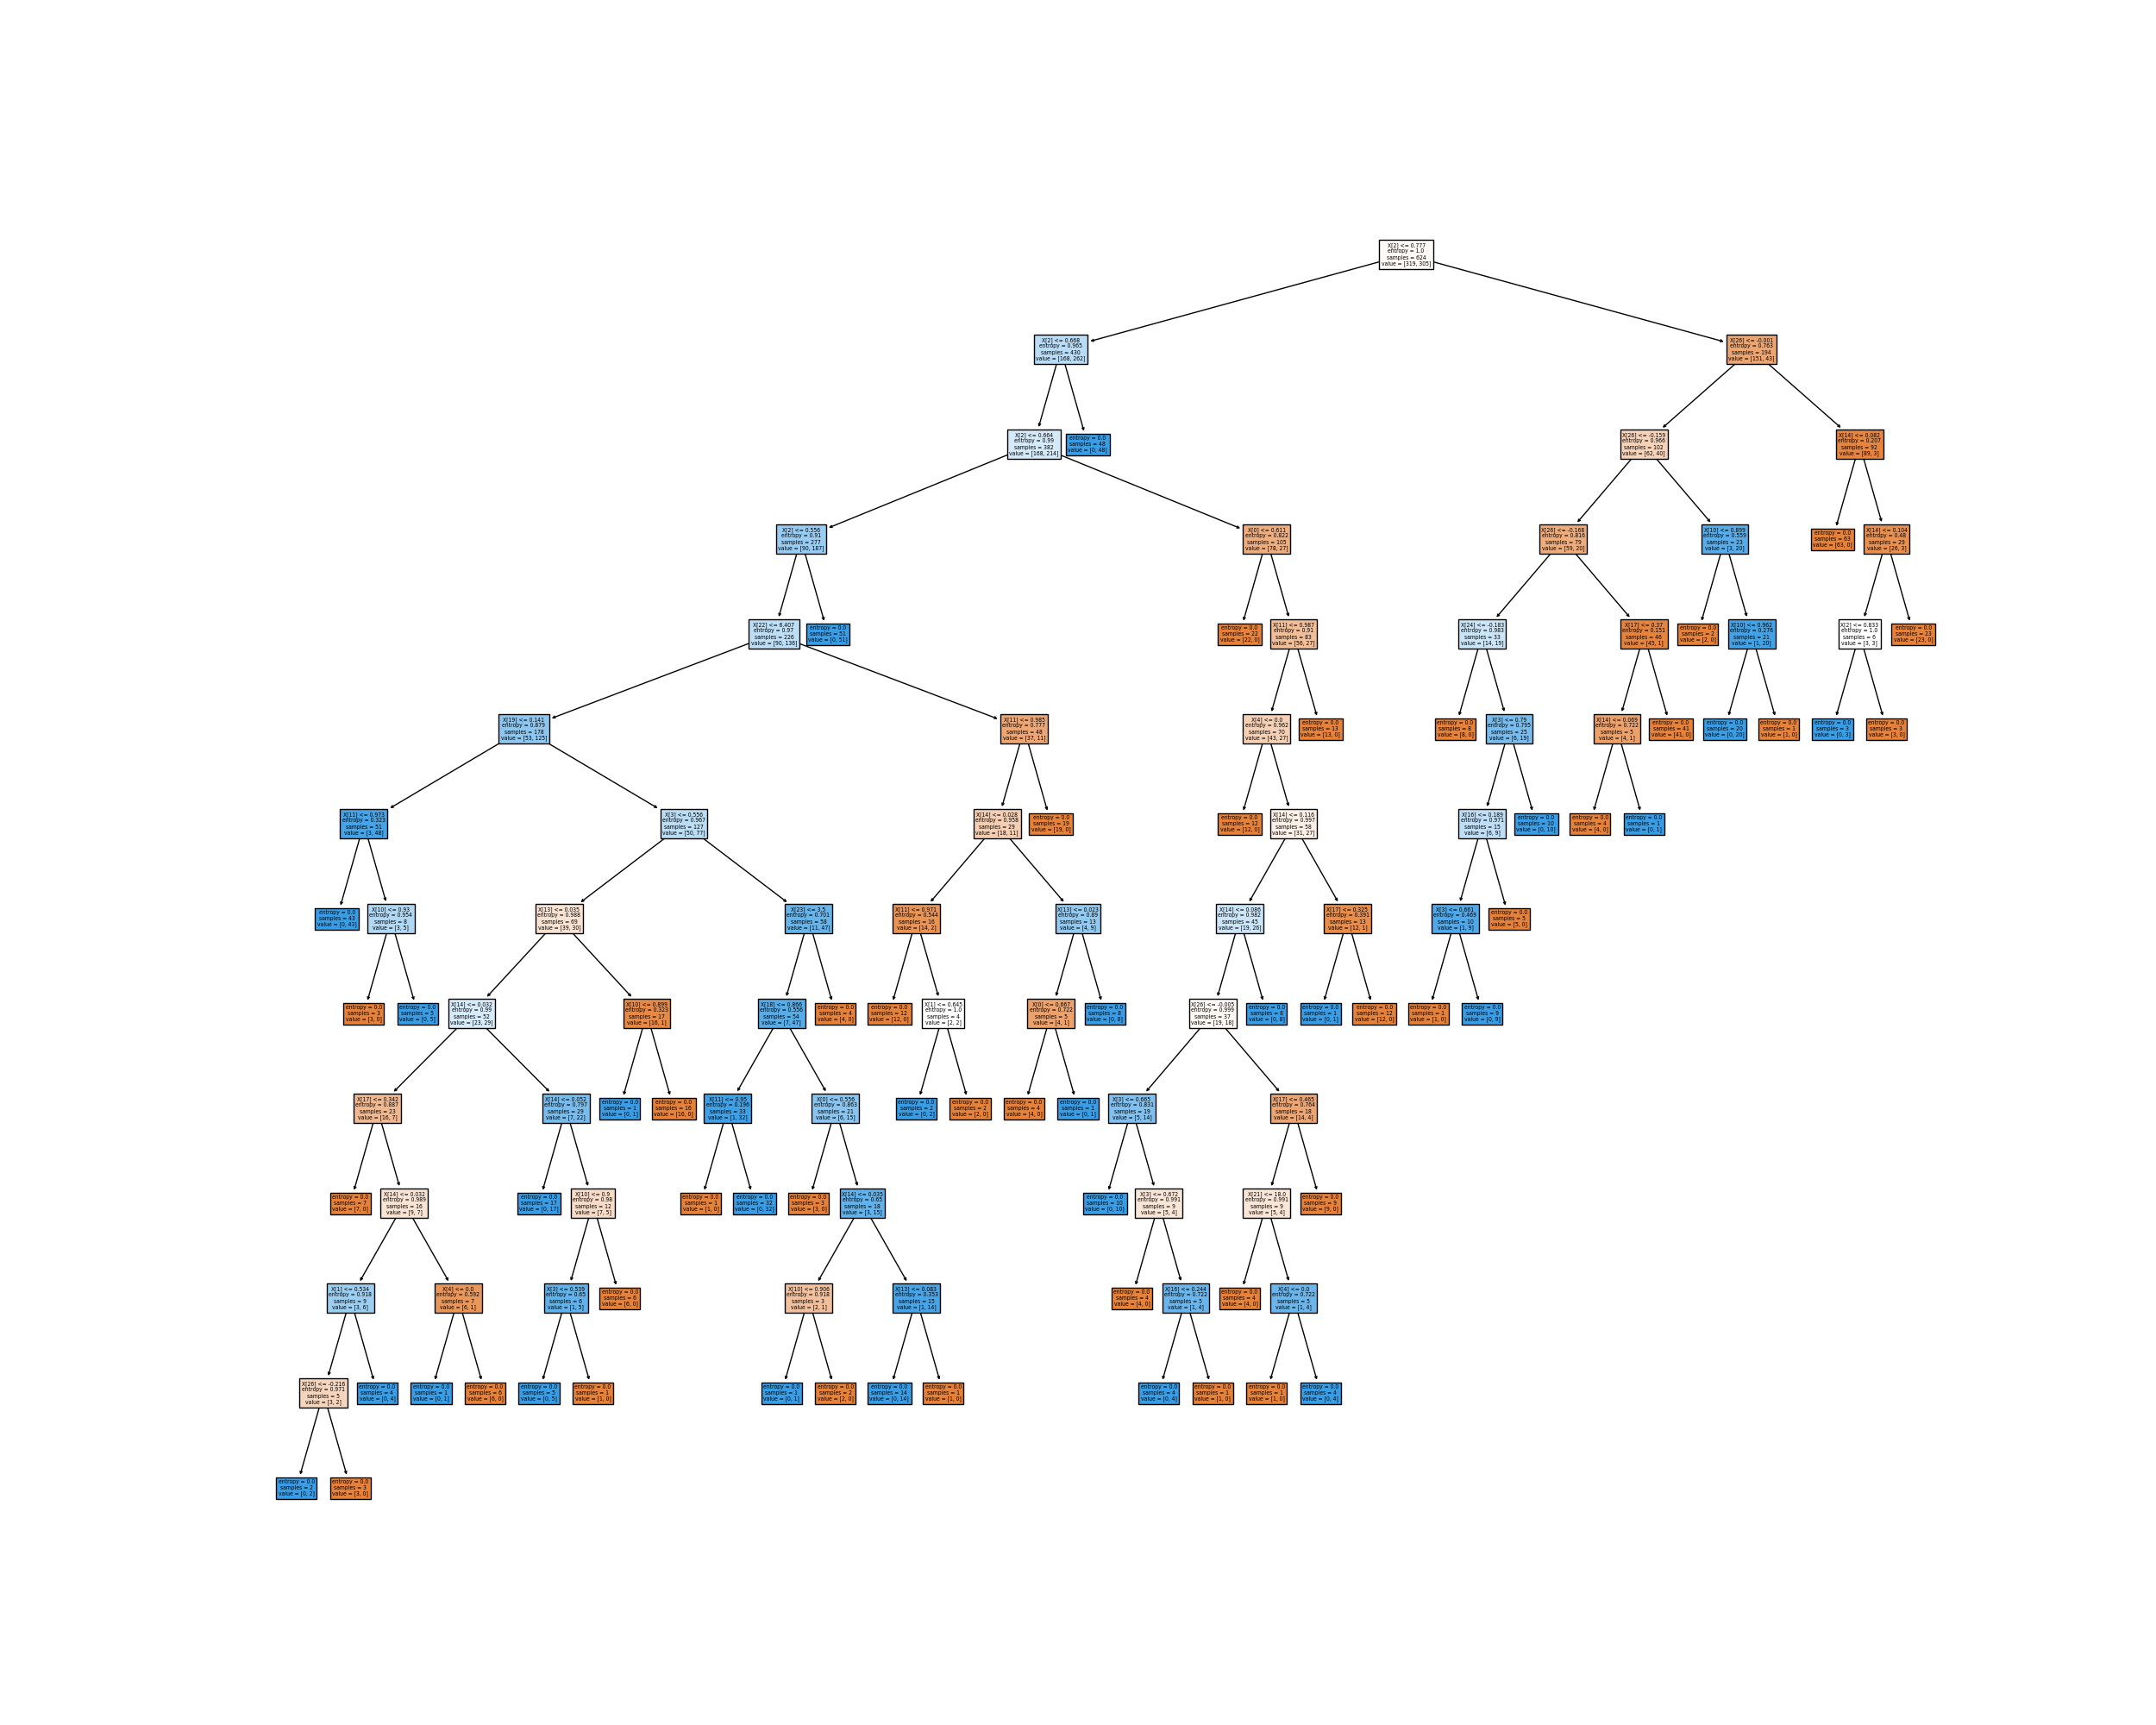 X[2] <= 0.777
entropy = 1.0
samples = 624
value = [319, 305]
X[2] <= 0.668
entropy = 0.965
samples = 430
value = [168, 262]
X[26] <= -0.001
entropy = 0.763
samples = 194
value = [151, 43]
X[2] <= 0.664
entropy = 0.99
samples = 382
value = [168, 214]
entropy = 0.0
samples = 48
value = [0, 48]
X[26] <= -0.159
entropy = 0.966
samples = 102
value = [62, 40]
X[14] <= 0.082
entropy = 0.207
samples = 92
value = [89, 3]
X[2] <= 0.556
entropy = 0.91
samples = 277
value = [90, 187]
X[0] <= 0.611
entropy = 0.822
samples = 105
value = [78, 27]
X[26] <= -0.168
entropy = 0.816
samples = 79
value = [59, 20]
X[10] <= 0.899
entropy = 0.559
samples = 23
value = [3, 20]
entropy = 0.0
samples = 63
value = [63, 0]
X[14] <= 0.104
entropy = 0.48
samples = 29
value = [26, 3]
X[22] <= 6.407
entropy = 0.97
samples = 226
value = [90, 136]
entropy = 0.0
samples = 51
value = [0, 51]
entropy = 0.0
samples = 22
value = [22, 0]
X[11] <= 0.987
entropy = 0.91
samples = 83
value = [56, 27]
X[24] <= -0.183
entropy = 0.983
samples = 33
value = [14, 19]
X[17] <= 0.37
entropy = 0.151
samples = 46
value = [45, 1]
entropy = 0.0
samples = 2
value = [2, 0]
X[10] <= 0.962
entropy = 0.276
samples = 21
value = [1, 20]
X[2] <= 0.833
entropy = 1.0
samples = 6
value = [3, 3]
entropy = 0.0
samples = 23
value = [23, 0]
X[19] <= 0.141
entropy = 0.879
samples = 178
value = [53, 125]
X[11] <= 0.985
entropy = 0.777
samples = 48
value = [37, 11]
X[4] <= 0.0
entropy = 0.962
samples = 70
value = [43, 27]
entropy = 0.0
samples = 13
value = [13, 0]
entropy = 0.0
samples = 8
value = [8, 0]
X[3] <= 0.79
entropy = 0.795
samples = 25
value = [6, 19]
X[14] <= 0.069
entropy = 0.722
samples = 5
value = [4, 1]
entropy = 0.0
samples = 41
value = [41, 0]
entropy = 0.0
samples = 20
value = [0, 20]
entropy = 0.0
samples = 1
value = [1, 0]
entropy = 0.0
samples = 3
value = [0, 3]
entropy = 0.0
samples = 3
value = [3, 0]
X[11] <= 0.973
entropy = 0.323
samples = 51
value = [3, 48]
X[3] <= 0.556
entropy = 0.967
samples = 127
value = [50, 77]
X[14] <= 0.028
entropy = 0.958
samples = 29
value = [18, 11]
entropy = 0.0
samples = 19
value = [19, 0]
entropy = 0.0
samples = 12
value = [12, 0]
X[14] <= 0.116
entropy = 0.997
samples = 58
value = [31, 27]
X[16] <= 0.189
entropy = 0.971
samples = 15
value = [6, 9]
entropy = 0.0
samples = 10
value = [0, 10]
entropy = 0.0
samples = 4
value = [4, 0]
entropy = 0.0
samples = 1
value = [0, 1]
entropy = 0.0
samples = 43
value = [0, 43]
X[10] <= 0.93
entropy = 0.954
samples = 8
value = [3, 5]
X[13] <= 0.035
entropy = 0.988
samples = 69
value = [39, 30]
X[23] <= 3.5
entropy = 0.701
samples = 58
value = [11, 47]
X[11] <= 0.971
entropy = 0.544
samples = 16
value = [14, 2]
X[13] <= 0.023
entropy = 0.89
samples = 13
value = [4, 9]
X[14] <= 0.086
entropy = 0.982
samples = 45
value = [19, 26]
X[17] <= 0.325
entropy = 0.391
samples = 13
value = [12, 1]
X[3] <= 0.661
entropy = 0.469
samples = 10
value = [1, 9]
entropy = 0.0
samples = 5
value = [5, 0]
entropy = 0.0
samples = 3
value = [3, 0]
entropy = 0.0
samples = 5
value = [0, 5]
X[14] <= 0.032
entropy = 0.99
samples = 52
value = [23, 29]
X[10] <= 0.899
entropy = 0.323
samples = 17
value = [16, 1]
X[18] <= 0.866
entropy = 0.556
samples = 54
value = [7, 47]
entropy = 0.0
samples = 4
value = [4, 0]
entropy = 0.0
samples = 12
value = [12, 0]
X[1] <= 0.645
entropy = 1.0
samples = 4
value = [2, 2]
X[0] <= 0.667
entropy = 0.722
samples = 5
value = [4, 1]
entropy = 0.0
samples = 8
value = [0, 8]
X[26] <= -0.005
entropy = 0.999
samples = 37
value = [19, 18]
entropy = 0.0
samples = 8
value = [0, 8]
entropy = 0.0
samples = 1
value = [0, 1]
entropy = 0.0
samples = 12
value = [12, 0]
entropy = 0.0
samples = 1
value = [1, 0]
entropy = 0.0
samples = 9
value = [0, 9]
X[17] <= 0.342
entropy = 0.887
samples = 23
value = [16, 7]
X[14] <= 0.052
entropy = 0.797
samples = 29
value = [7, 22]
entropy = 0.0
samples = 1
value = [0, 1]
entropy = 0.0
samples = 16
value = [16, 0]
X[11] <= 0.95
entropy = 0.196
samples = 33
value = [1, 32]
X[0] <= 0.556
entropy = 0.863
samples = 21
value = [6, 15]
entropy = 0.0
samples = 2
value = [0, 2]
entropy = 0.0
samples = 2
value = [2, 0]
entropy = 0.0
samples = 4
value = [4, 0]
entropy = 0.0
samples = 1
value = [0, 1]
X[3] <= 0.665
entropy = 0.831
samples = 19
value = [5, 14]
X[17] <= 0.465
entropy = 0.764
samples = 18
value = [14, 4]
entropy = 0.0
samples = 7
value = [7, 0]
X[14] <= 0.032
entropy = 0.989
samples = 16
value = [9, 7]
entropy = 0.0
samples = 17
value = [0, 17]
X[10] <= 0.9
entropy = 0.98
samples = 12
value = [7, 5]
entropy = 0.0
samples = 1
value = [1, 0]
entropy = 0.0
samples = 32
value = [0, 32]
entropy = 0.0
samples = 3
value = [3, 0]
X[14] <= 0.035
entropy = 0.65
samples = 18
value = [3, 15]
entropy = 0.0
samples = 10
value = [0, 10]
X[3] <= 0.672
entropy = 0.991
samples = 9
value = [5, 4]
X[21] <= 18.0
entropy = 0.991
samples = 9
value = [5, 4]
entropy = 0.0
samples = 9
value = [9, 0]
X[1] <= 0.534
entropy = 0.918
samples = 9
value = [3, 6]
X[4] <= 0.0
entropy = 0.592
samples = 7
value = [6, 1]
X[3] <= 0.539
entropy = 0.65
samples = 6
value = [1, 5]
entropy = 0.0
samples = 6
value = [6, 0]
X[10] <= 0.906
entropy = 0.918
samples = 3
value = [2, 1]
X[13] <= 0.083
entropy = 0.353
samples = 15
value = [1, 14]
entropy = 0.0
samples = 4
value = [4, 0]
X[16] <= 0.244
entropy = 0.722
samples = 5
value = [1, 4]
entropy = 0.0
samples = 4
value = [4, 0]
X[4] <= 0.0
entropy = 0.722
samples = 5
value = [1, 4]
X[26] <= -0.216
entropy = 0.971
samples = 5
value = [3, 2]
entropy = 0.0
samples = 4
value = [0, 4]
entropy = 0.0
samples = 1
value = [0, 1]
entropy = 0.0
samples = 6
value = [6, 0]
entropy = 0.0
samples = 5
value = [0, 5]
entropy = 0.0
samples = 1
value = [1, 0]
entropy = 0.0
samples = 1
value = [0, 1]
entropy = 0.0
samples = 2
value = [2, 0]
entropy = 0.0
samples = 14
value = [0, 14]
entropy = 0.0
samples = 1
value = [1, 0]
entropy = 0.0
samples = 4
value = [0, 4]
entropy = 0.0
samples = 1
value = [1, 0]
entropy = 0.0
samples = 1
value = [1, 0]
entropy = 0.0
samples = 4
value = [0, 4]
entropy = 0.0
samples = 2
value = [0, 2]
entropy = 0.0
samples = 3
value = [3, 0]